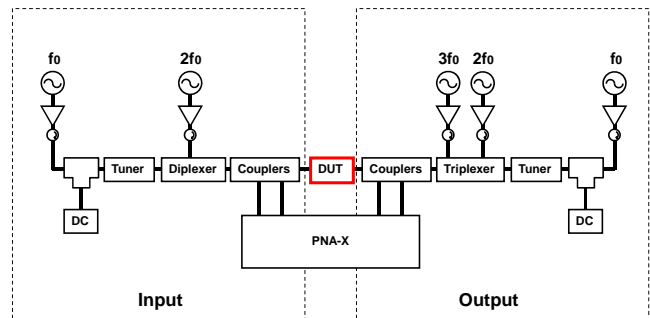 f0
2f0
3f0
2f0
f0
Tuner
Diplexer
Couplers
DUT
Couplers
Triplexer
Tuner
DC
DC
PNA-X
Input
Output